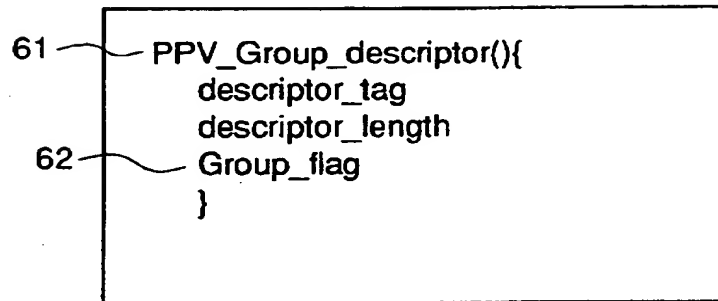 61 PPV_Group_descriptor(){
descriptor_tag
descriptor_length
62 Group_flag
}